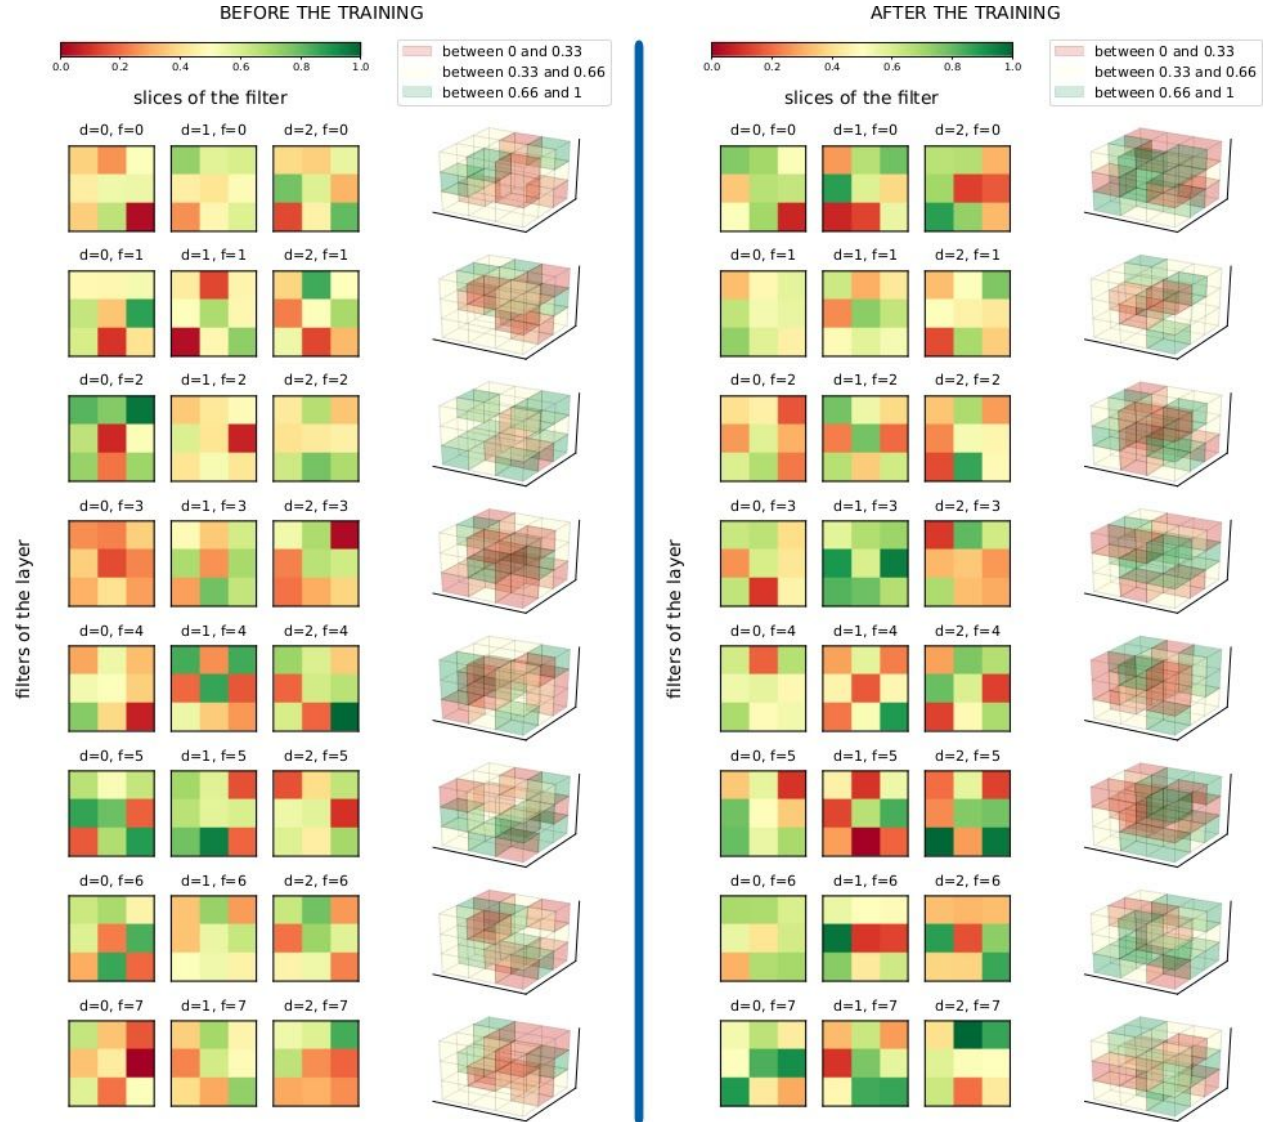 BEFORE THE TRAINING
0.0 0.2 0.4 0.6 0.8 1.0
between 0 and 0.33
between 0.33 and 0.66
between 0.66 and 1
slices of the filter
filters of the layer
d=0, f=0 d=1, f=0 d=2, f=0
d=0, f=1 d=1, f=1 d=2, f=1
d=0, f=2 d=1, f=2 d=2, f=2
d=0, f=3 d=1, f=3 d=2, f=3
d=0, f=4 d=1, f=4 d=2, f=4
d=0, f=5 d=1, f=5 d=2, f=5
d=0, f=6 d=1, f=6 d=2, f=6
d=0, f=7 d=1, f=7 d=2, f=7
AFTER THE TRAINING
0.0 0.2 0.4 0.6 0.8 1.0
between 0 and 0.33
between 0.33 and 0.66
between 0.66 and 1
slices of the filter
filters of the layer
d=0, f=0 d=1, f=0 d=2, f=0
d=0, f=1 d=1, f=1 d=2, f=1
d=0, f=2 d=1, f=2 d=2, f=2
d=0, f=3 d=1, f=3 d=2, f=3
d=0, f=4 d=1, f=4 d=2, f=4
d=0, f=5 d=1, f=5 d=2, f=5
d=0, f=6 d=1, f=6 d=2, f=6
d=0, f=7 d=1, f=7 d=2, f=7